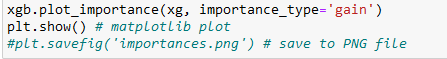 xgb.plot_importance(xg, importance_type='gain')
plt.show() # matplotlib plot
#plt.savefig('importances.png') # save to PNG file